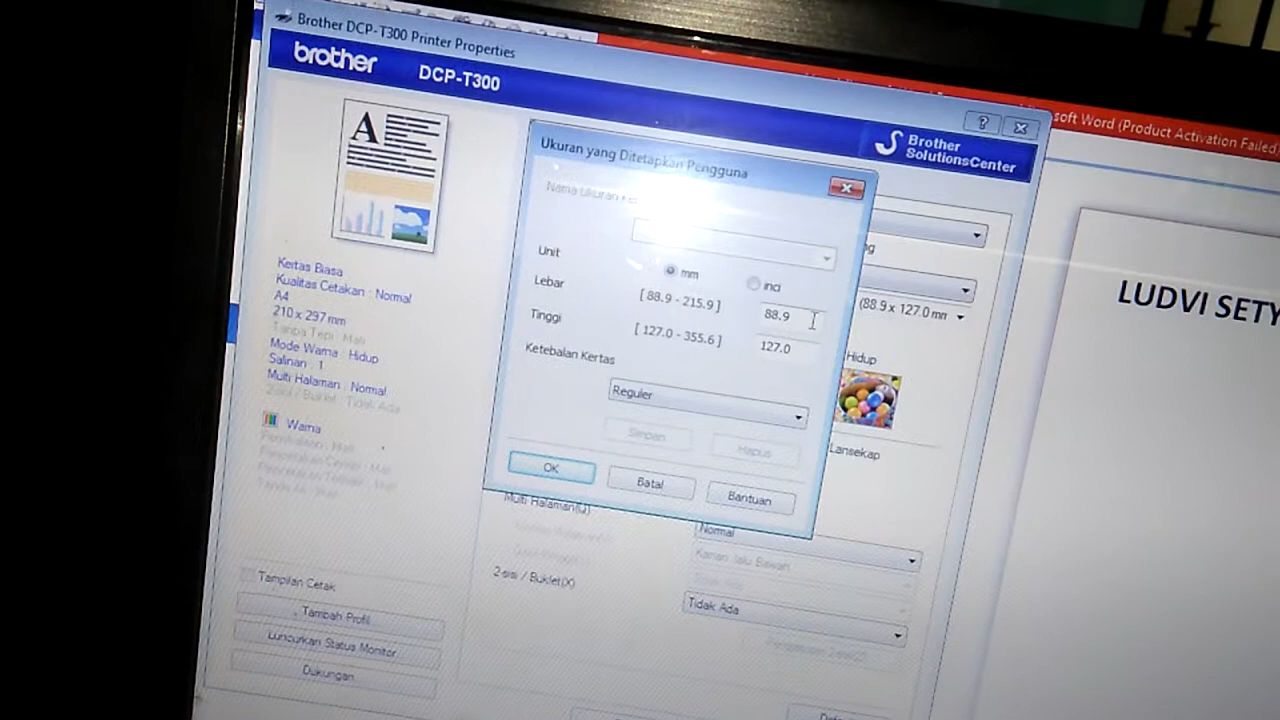 Brother DCP-T300 Printer Properties
brother DCP-T300
Brother
SolutionsCenter
soft Word (Product Activation Failed)
A
Kertas Biasa
Kualitas Cetakan : Normal
A4
210 x 297 mm
Tanpa Tepi : Mati
Mode Warna : Hidup
Salinan : 1
Multi Halaman : Normal
2-sisi / Buklet : Tidak Ada
Warna
Tampilan Cetak
Tambah Profil
Luncurkan Status Monitor
Dukungan
Ukuran yang Ditetapkan Pengguna
Nama Ukuran
Unit mm inci
Lebar [ 88.9 - 215.9 ] 88.9
Tinggi [ 127.0 - 355.6 ] 127.0
Ketebalan Kertas
Reguler
Simpan Hapus
OK Batal Bantuan
(88.9 x 127.0 mm
Hidup
Lansekap
Multi Halaman(U) Normal
Kanan, lalu Bawah
2-sisi / Buklet(X) Tidak Ada
LUDVI SETY